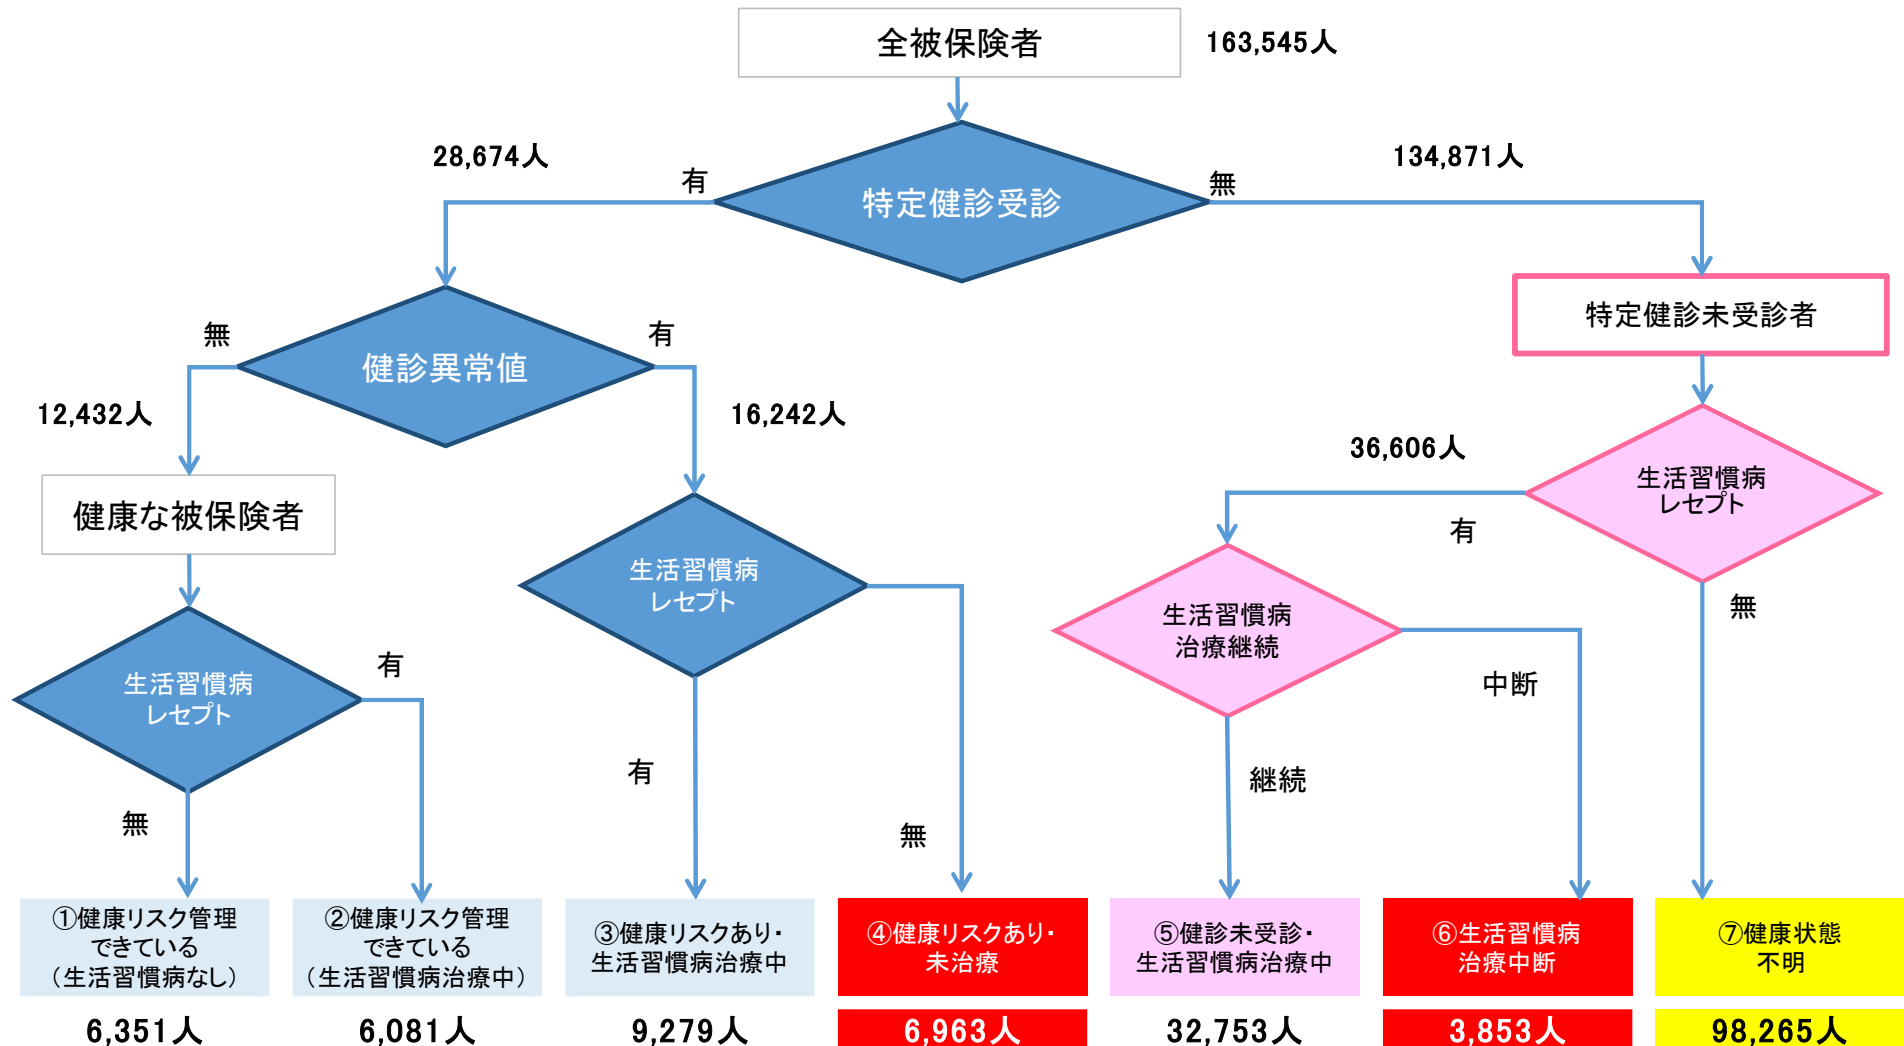 全被保険者
163,545人
28,674人
有
特定健診受診
無
134,871人
特定健診未受診者
無
健診異常値
有
12,432人
16,242人
健康な被保険者
36,606人
生活習慣病
レセプト
有
無
生活習慣病
レセプト
生活習慣病
治療継続
中断
継続
生活習慣病
レセプト
有
無
有
無
①健康リスク管理
できている
（生活習慣病なし）
6,351人
②健康リスク管理
できている
（生活習慣病治療中）
6,081人
③健康リスクあり・
生活習慣病治療中
9,279人
④健康リスクあり・
未治療
6,963人
⑤健診未受診・
生活習慣病治療中
32,753人
⑥生活習慣病
治療中断
3,853人
⑦健康状態
不明
98,265人